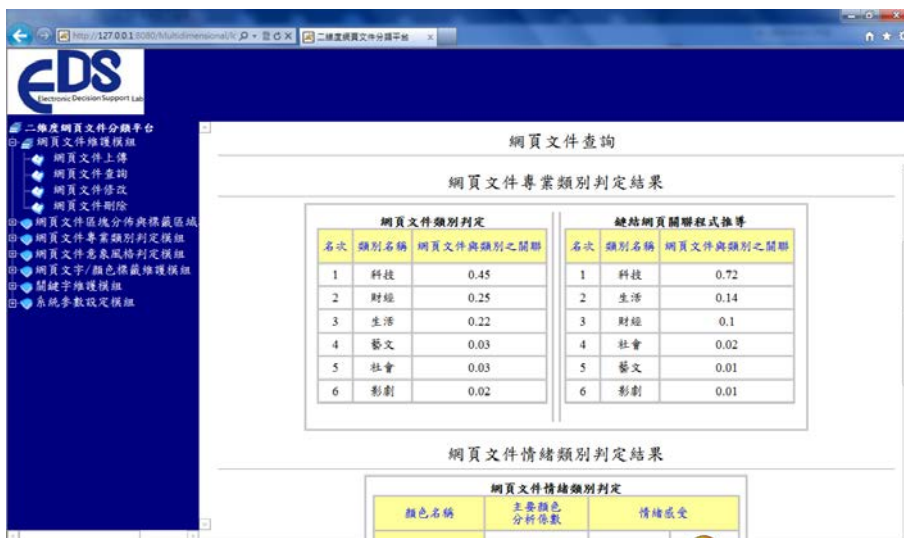 http://127.0.0.1:8080/Multidimensional/
二維度網頁文件分類平台
EDS
Electronic Decision Support Lab
二維度網頁文件分類平台
網頁文件維護模組
網頁文件上傳
網頁文件查詢
網頁文件修改
網頁文件刪除
網頁文件區塊分佈與標籤區域
網頁文件專業類別判定模組
網頁文件意象風格判定模組
網頁文字/顏色標籤維護模組
關鍵字維護模組
系統參數設定模組
網頁文件查詢
網頁文件專業類別判定結果
網頁文件類別判定
名次 類別名稱 網頁文件與類別之關聯
1 科技 0.45
2 財經 0.25
3 生活 0.22
4 藝文 0.03
5 社會 0.03
6 影劇 0.02
鏈結網頁關聯程式推導
名次 類別名稱 網頁文件與類別之關聯
1 科技 0.72
2 生活 0.14
3 財經 0.1
4 社會 0.02
5 藝文 0.01
6 影劇 0.01
網頁文件情緒類別判定結果
網頁文件情緒類別判定
顏色名稱 主要顏色 情緒感受
分析係數